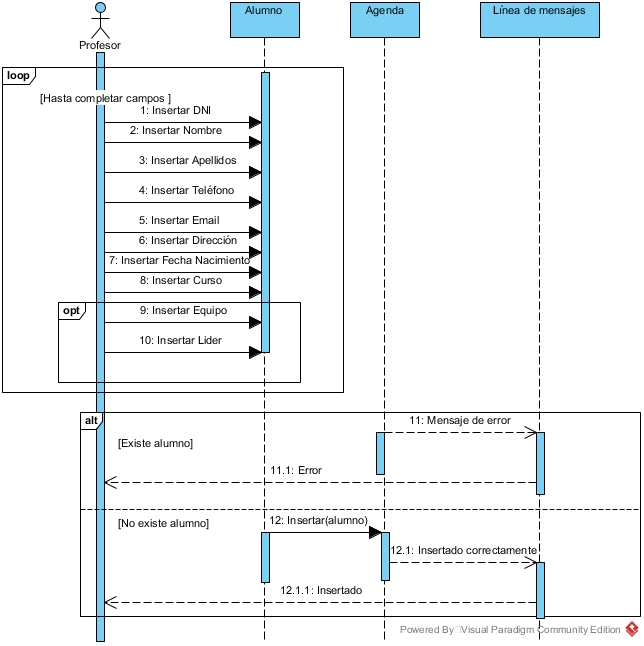 Alumno
Agenda
Línea de mensajes
Profesor
loop
[Hasta completar campos ]
1: Insertar DNI
2: Insertar Nombre
3: Insertar Apellidos
4: Insertar Teléfono
5: Insertar Email
6: Insertar Dirección
7: Insertar Fecha Nacimiento
8: Insertar Curso
opt
9: Insertar Equipo
10: Insertar Lider
alt
11: Mensaje de error
[Existe alumno]
11.1: Error
[No existe alumno]
12: Insertar(alumno)
12.1: Insertado correctamente
12.1.1: Insertado
Powered By Visual Paradigm Community Edition